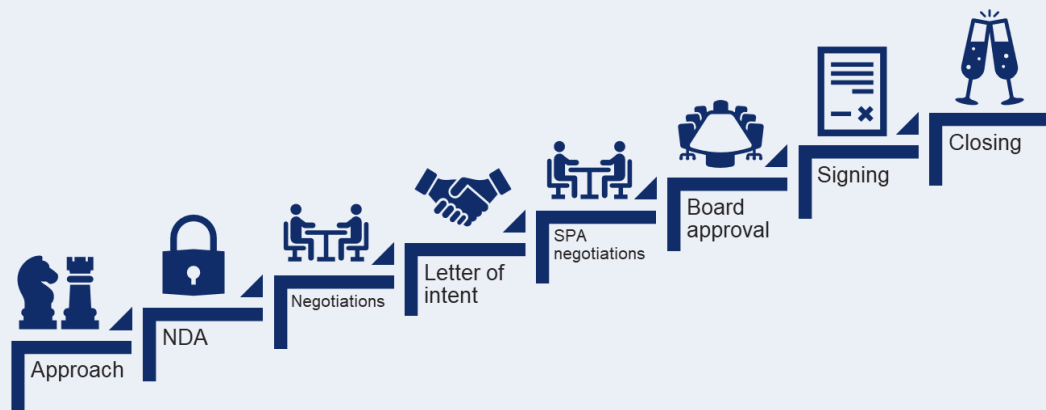 Approach
NDA
Negotiations
Letter of
intent
SPA
negotiations
Board
approval
Signing
Closing